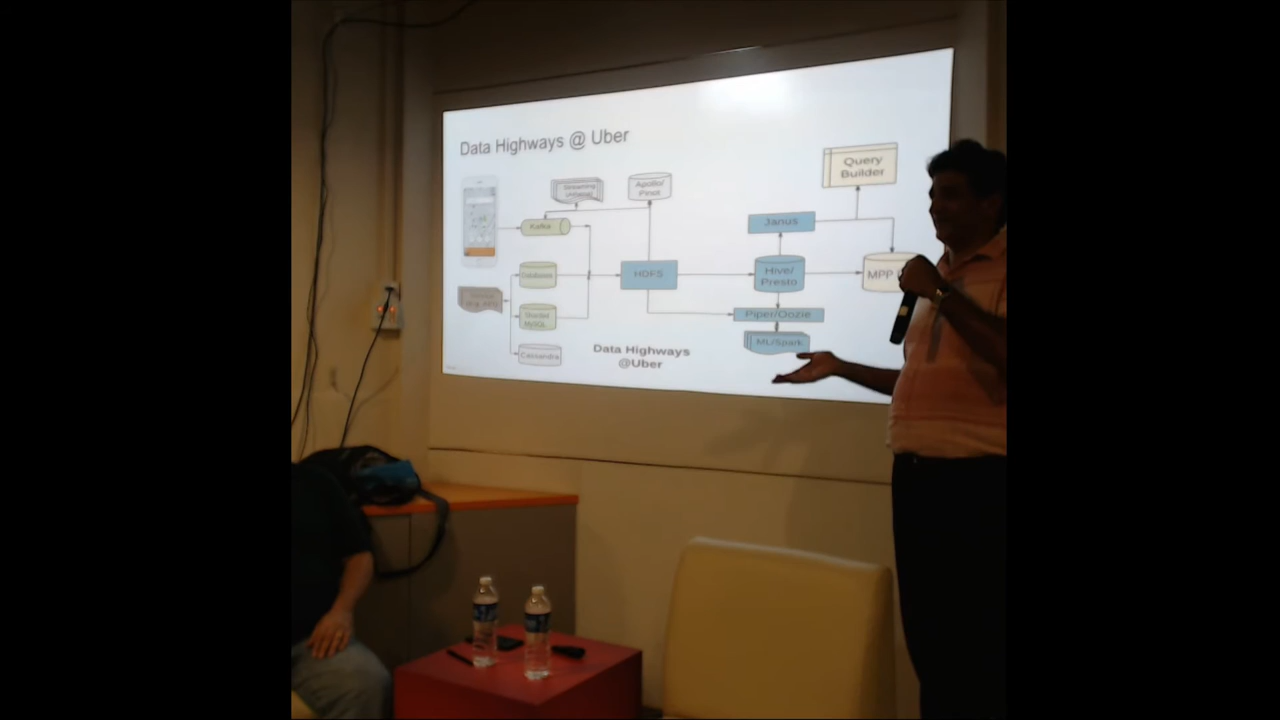 Data Highways @ Uber
Query
Builder
Streaming
Apollo/
Pinot
Kafka
Janus
HDFS
Hive/
Presto
MPP
Database
Piper/Oozie
ML/Spark
Cassandra
Data Highways
@Uber